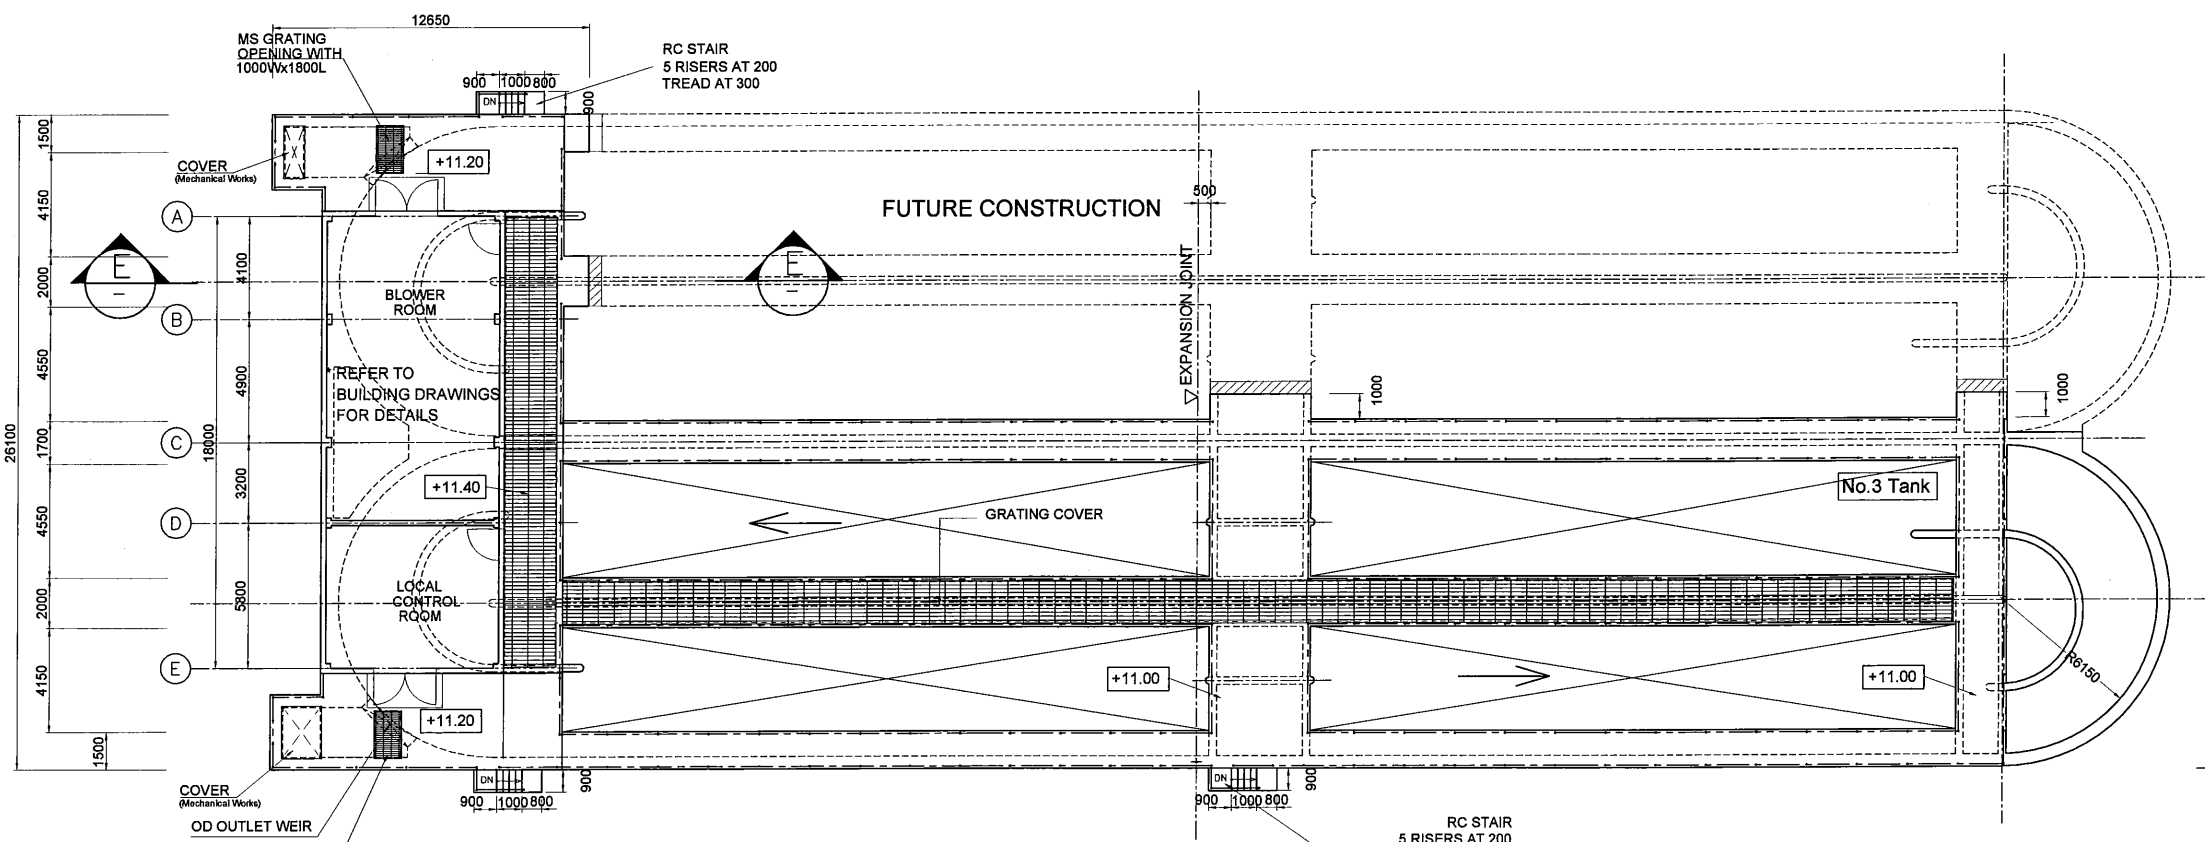 12650
MS GRATING
OPENING WITH
1000Wx1800L
RC STAIR
5 RISERS AT 200
TREAD AT 300
900 1000 800
DN
900
1500
COVER
(Mechanical Works)
+11.20
4150
A
500
FUTURE CONSTRUCTION
E
-
E
-
4100
2000
BLOWER
ROOM
B
EXPANSION JOINT
4550
4900
REFER TO
BUILDING DRAWINGS
FOR DETAILS
1000
1000
26100
1700
C
18000
3200
+11.40
No.3 Tank
4550
D
GRATING COVER
2000
5800
LOCAL
CONTROL
ROOM
E
4150
+11.00
+11.00
R6150
+11.20
1500
DN
900
DN
900
COVER
(Mechanical Works)
900 1000 800
900 1000 800
OD OUTLET WEIR
RC STAIR
5 RISERS AT 200